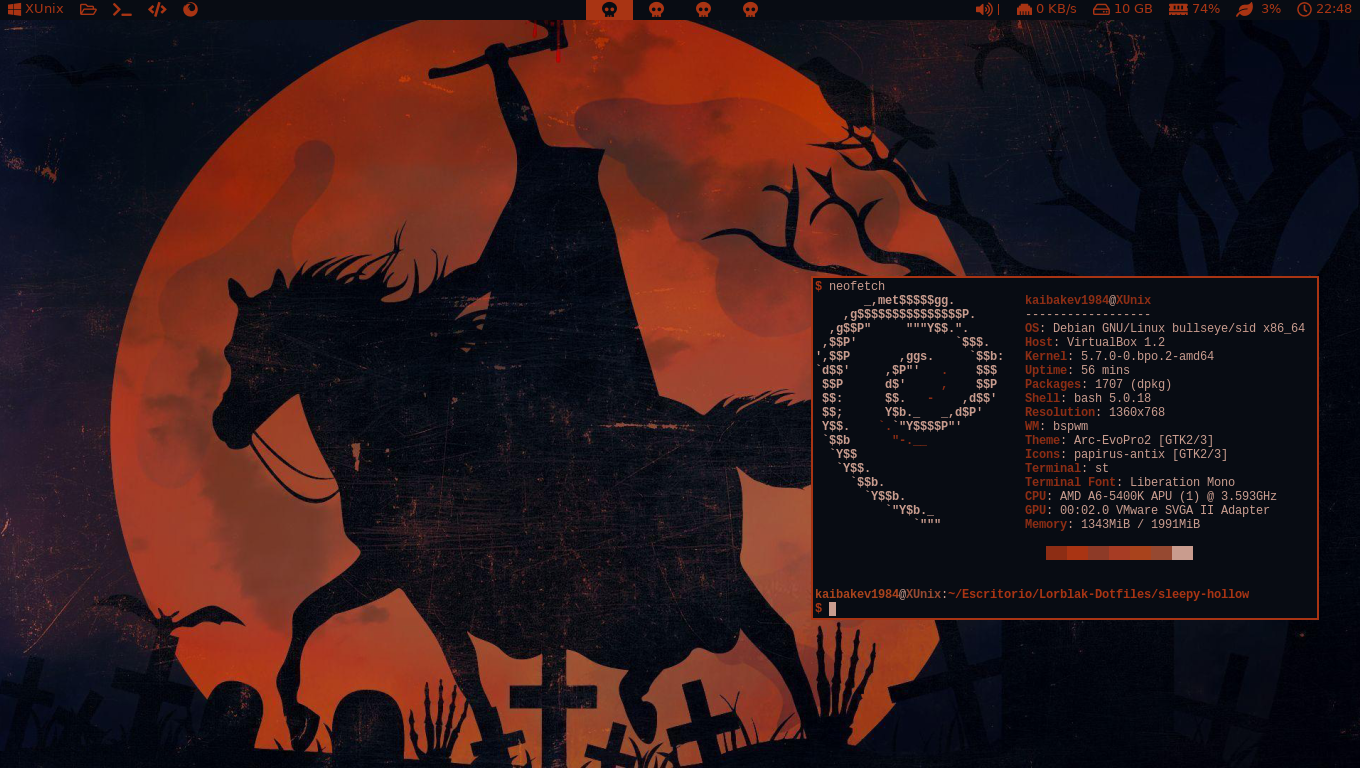 XUnix
0 KB/s 10 GB 74% 3% 22:48
$ neofetch
_,met$$$$$gg.
,g$$$$$$$$$$$$$$$P.
,g$$P" """Y$$.".
,$$P' `$$$.
',$$P ,ggs. `$$b:
`d$$' ,$P"' . $$$
$$P d$' , $$P
$$: $$. - ,d$$'
$$; Y$b._ _,d$P'
Y$$. `.`"Y$$$$P"'
`$$b "-.__
`Y$$
`Y$$.
`$$b.
`Y$$b.
`"Y$b._
`"""
kaibakev1984@XUnix
-----------------
OS: Debian GNU/Linux bullseye/sid x86_64
Host: VirtualBox 1.2
Kernel: 5.7.0-0.bpo.2-amd64
Uptime: 56 mins
Packages: 1707 (dpkg)
Shell: bash 5.0.18
Resolution: 1360x768
WM: bspwm
Theme: Arc-EvoPro2 [GTK2/3]
Icons: papirus-antix [GTK2/3]
Terminal: st
Terminal Font: Liberation Mono
CPU: AMD A6-5400K APU (1) @ 3.593GHz
GPU: 00:02.0 VMware SVGA II Adapter
Memory: 1343MiB / 1991MiB
kaibakev1984@XUnix:~/Escritorio/Lorblak-Dotfiles/sleepy-hollow
$